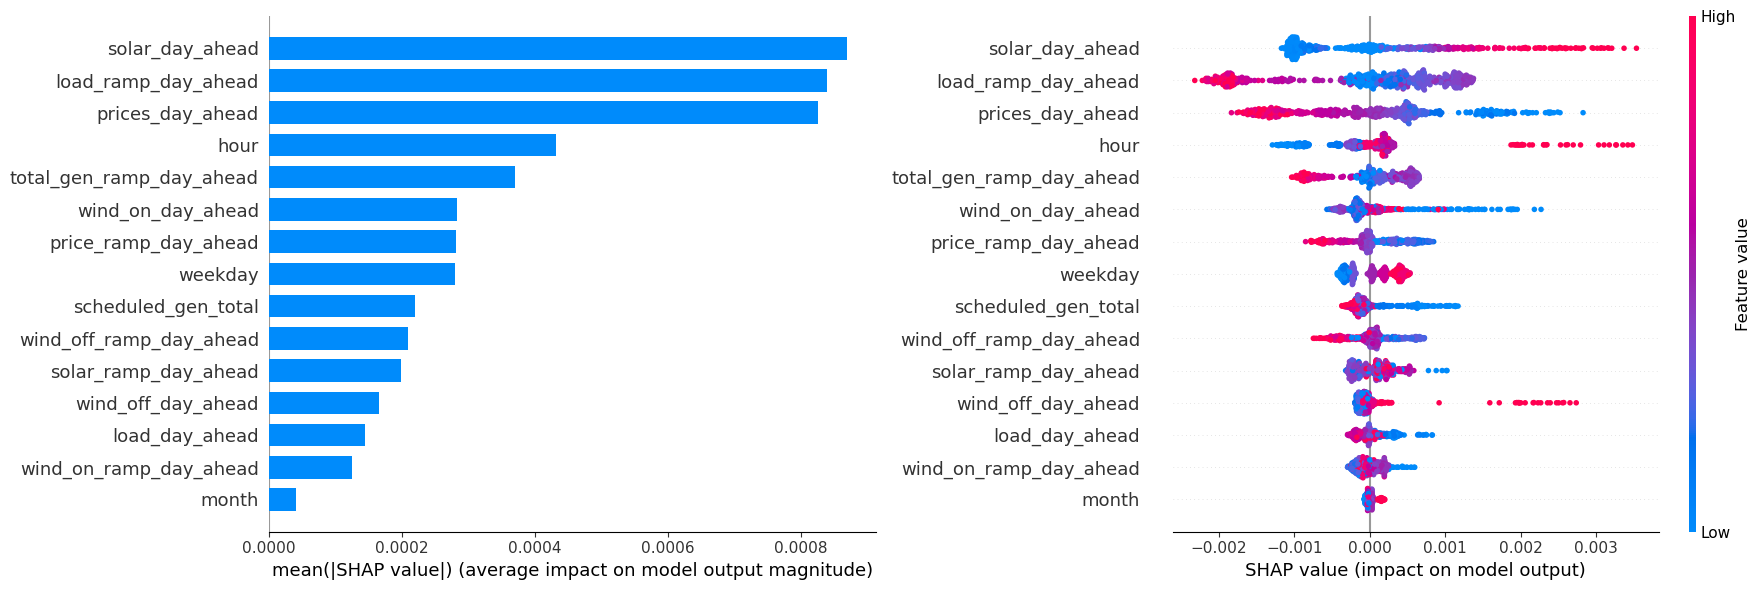 solar_day_ahead
load_ramp_day_ahead
prices_day_ahead
hour
total_gen_ramp_day_ahead
wind_on_day_ahead
price_ramp_day_ahead
weekday
scheduled_gen_total
wind_off_ramp_day_ahead
solar_ramp_day_ahead
wind_off_day_ahead
load_day_ahead
wind_on_ramp_day_ahead
month
0.0000 0.0002 0.0004 0.0006 0.0008
mean(|SHAP value|) (average impact on model output magnitude)
solar_day_ahead
load_ramp_day_ahead
prices_day_ahead
hour
total_gen_ramp_day_ahead
wind_on_day_ahead
price_ramp_day_ahead
weekday
scheduled_gen_total
wind_off_ramp_day_ahead
solar_ramp_day_ahead
wind_off_day_ahead
load_day_ahead
wind_on_ramp_day_ahead
month
−0.002 −0.001 0.000 0.001 0.002 0.003
SHAP value (impact on model output)
High
Feature value
Low